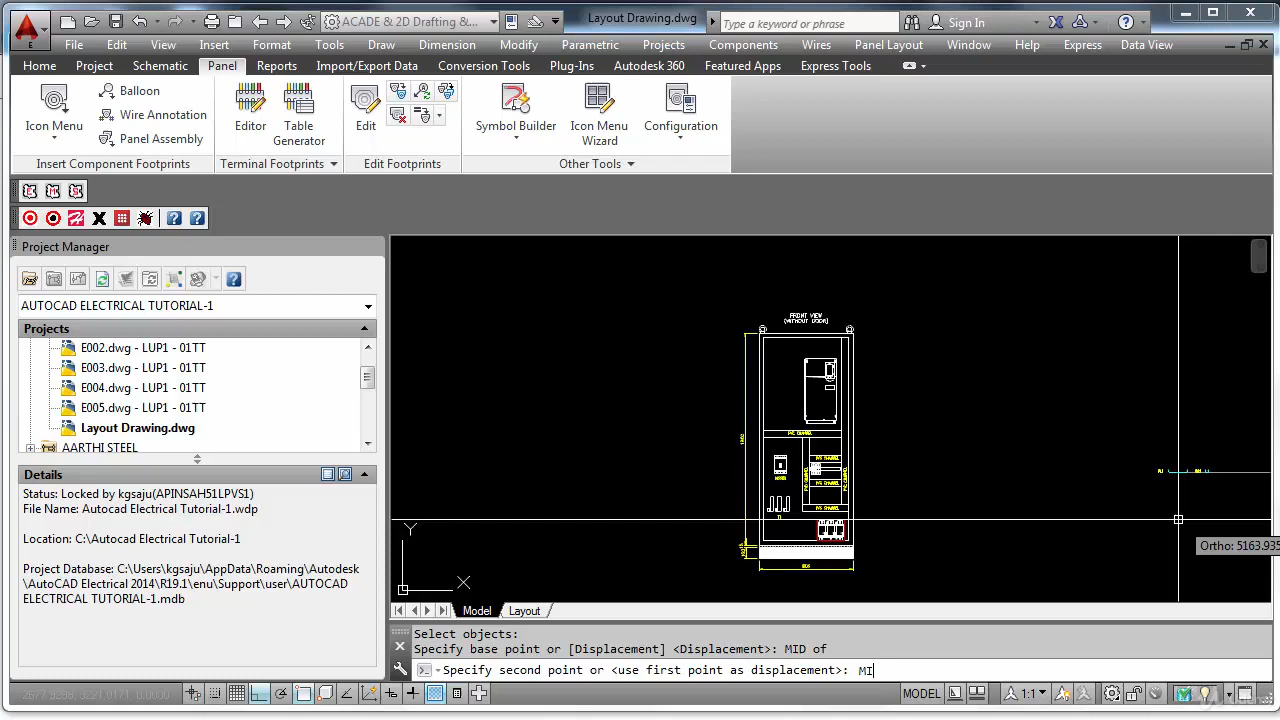 ACADE & 2D Drafting &
Layout Drawing.dwg
Type a keyword or phrase
Sign In
File Edit View Insert Format Tools Draw Dimension Modify Parametric Projects Components Wires Panel Layout Window Help Express Data View
Home Project Schematic Panel Reports Import/Export Data Conversion Tools Plug-Ins Autodesk 360 Featured Apps Express Tools
Icon Menu
Balloon
Wire Annotation
Panel Assembly
Editor
Table Generator
Edit
Symbol Builder
Icon Menu Wizard
Configuration
Insert Component Footprints
Terminal Footprints
Edit Footprints
Other Tools
Project Manager
AUTOCAD ELECTRICAL TUTORIAL-1
Projects
E002.dwg - LUP1 - 01TT
E003.dwg - LUP1 - 01TT
E004.dwg - LUP1 - 01TT
E005.dwg - LUP1 - 01TT
Layout Drawing.dwg
AARTHI STEEL
Details
Status: Locked by kgsaju(APINSAH51LPVS1)
File Name: Autocad Electrical Tutorial-1.wdp
Location: C:\Autocad Electrical Tutorial-1
Project Database: C:\Users\kgsaju\AppData\Roaming\Autodesk
\AutoCAD Electrical 2014\R19.1\enu\Support\user\AUTOCAD
ELECTRICAL TUTORIAL-1.mdb
FRONT VIEW
(WITHOUT DOOR)
PVC CHANNEL
Y
X
Ortho: 5163.935
Model Layout
Select objects:
Specify base point or [Displacement] <Displacement>: MID of
Specify second point or <use first point as displacement>: MI
MODEL
1:1